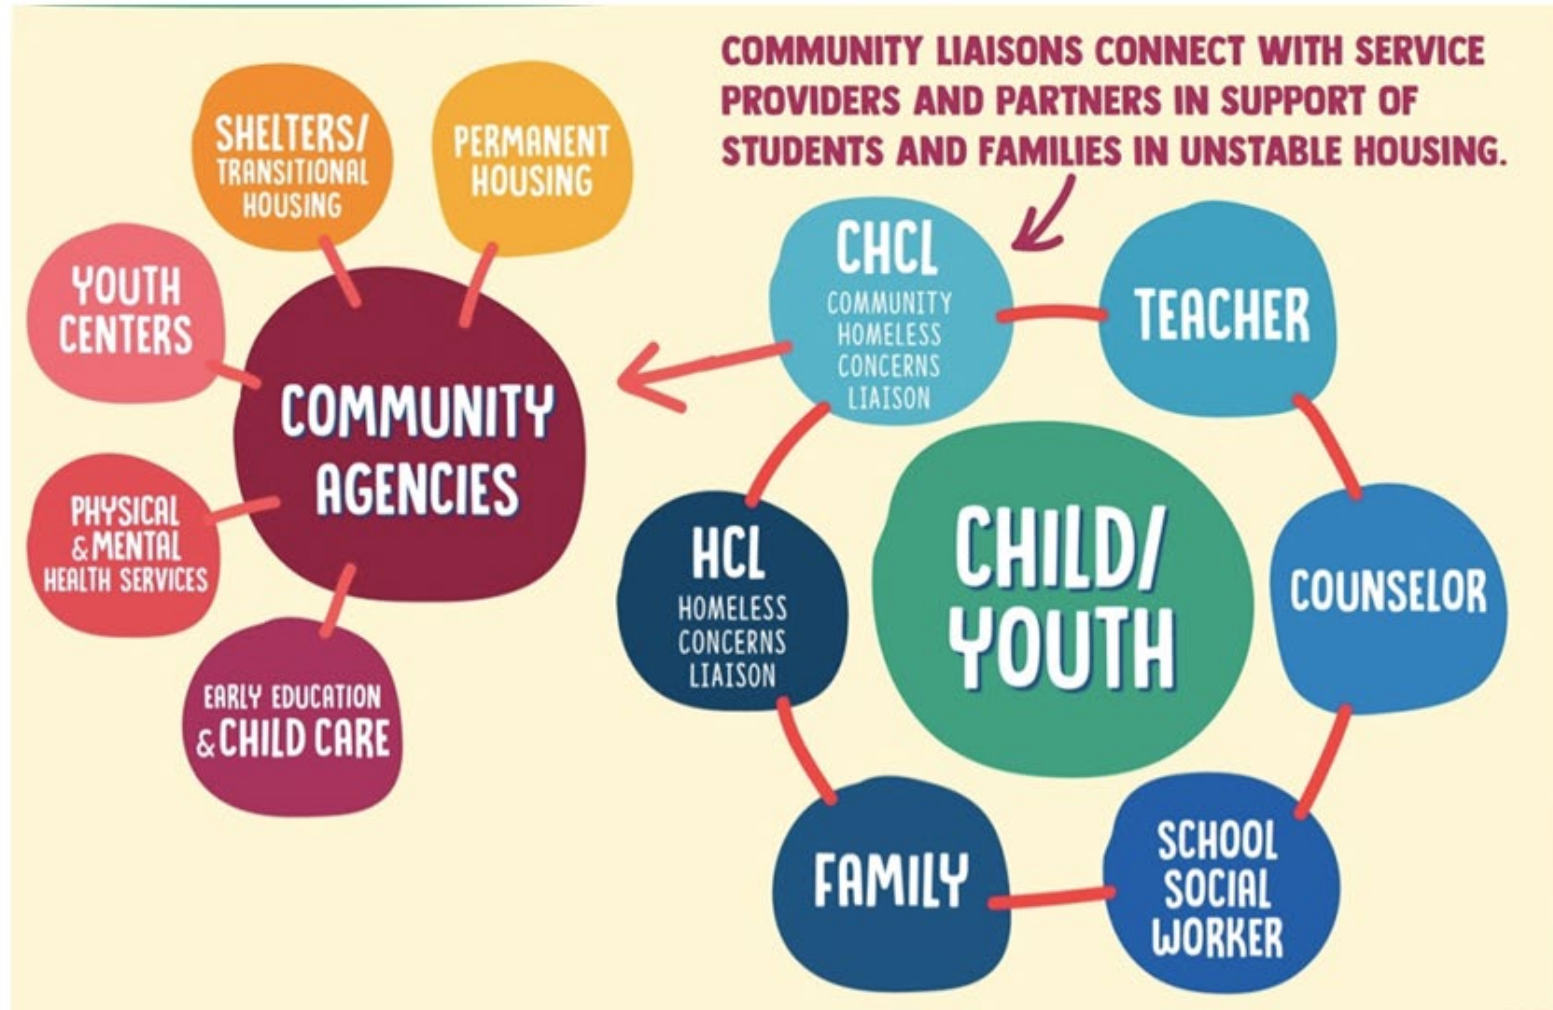 COMMUNITY LIAISONS CONNECT WITH SERVICE
PROVIDERS AND PARTNERS IN SUPPORT OF
STUDENTS AND FAMILIES IN UNSTABLE HOUSING.
SHELTERS/
TRANSITIONAL
HOUSING
PERMANENT
HOUSING
YOUTH
CENTERS
COMMUNITY
AGENCIES
PHYSICAL
& MENTAL
HEALTH SERVICES
EARLY EDUCATION
& CHILD CARE
CHCL
COMMUNITY
HOMELESS
CONCERNS
LIAISON
TEACHER
HCL
HOMELESS
CONCERNS
LIAISON
CHILD/
YOUTH
COUNSELOR
FAMILY
SCHOOL
SOCIAL
WORKER